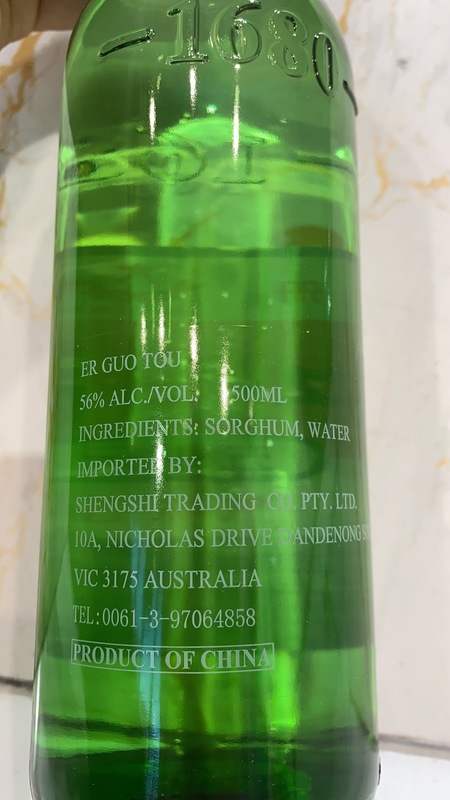 -1680-
ER GUO TOU
56% ALC./VOL. 500ML
INGREDIENTS: SORGHUM, WATER
IMPORTED BY:
SHENGSHI TRADING CO. PTY. LTD.
10A, NICHOLAS DRIVE DANDENONG
VIC 3175 AUSTRALIA
TEL:0061-3-97064858
PRODUCT OF CHINA